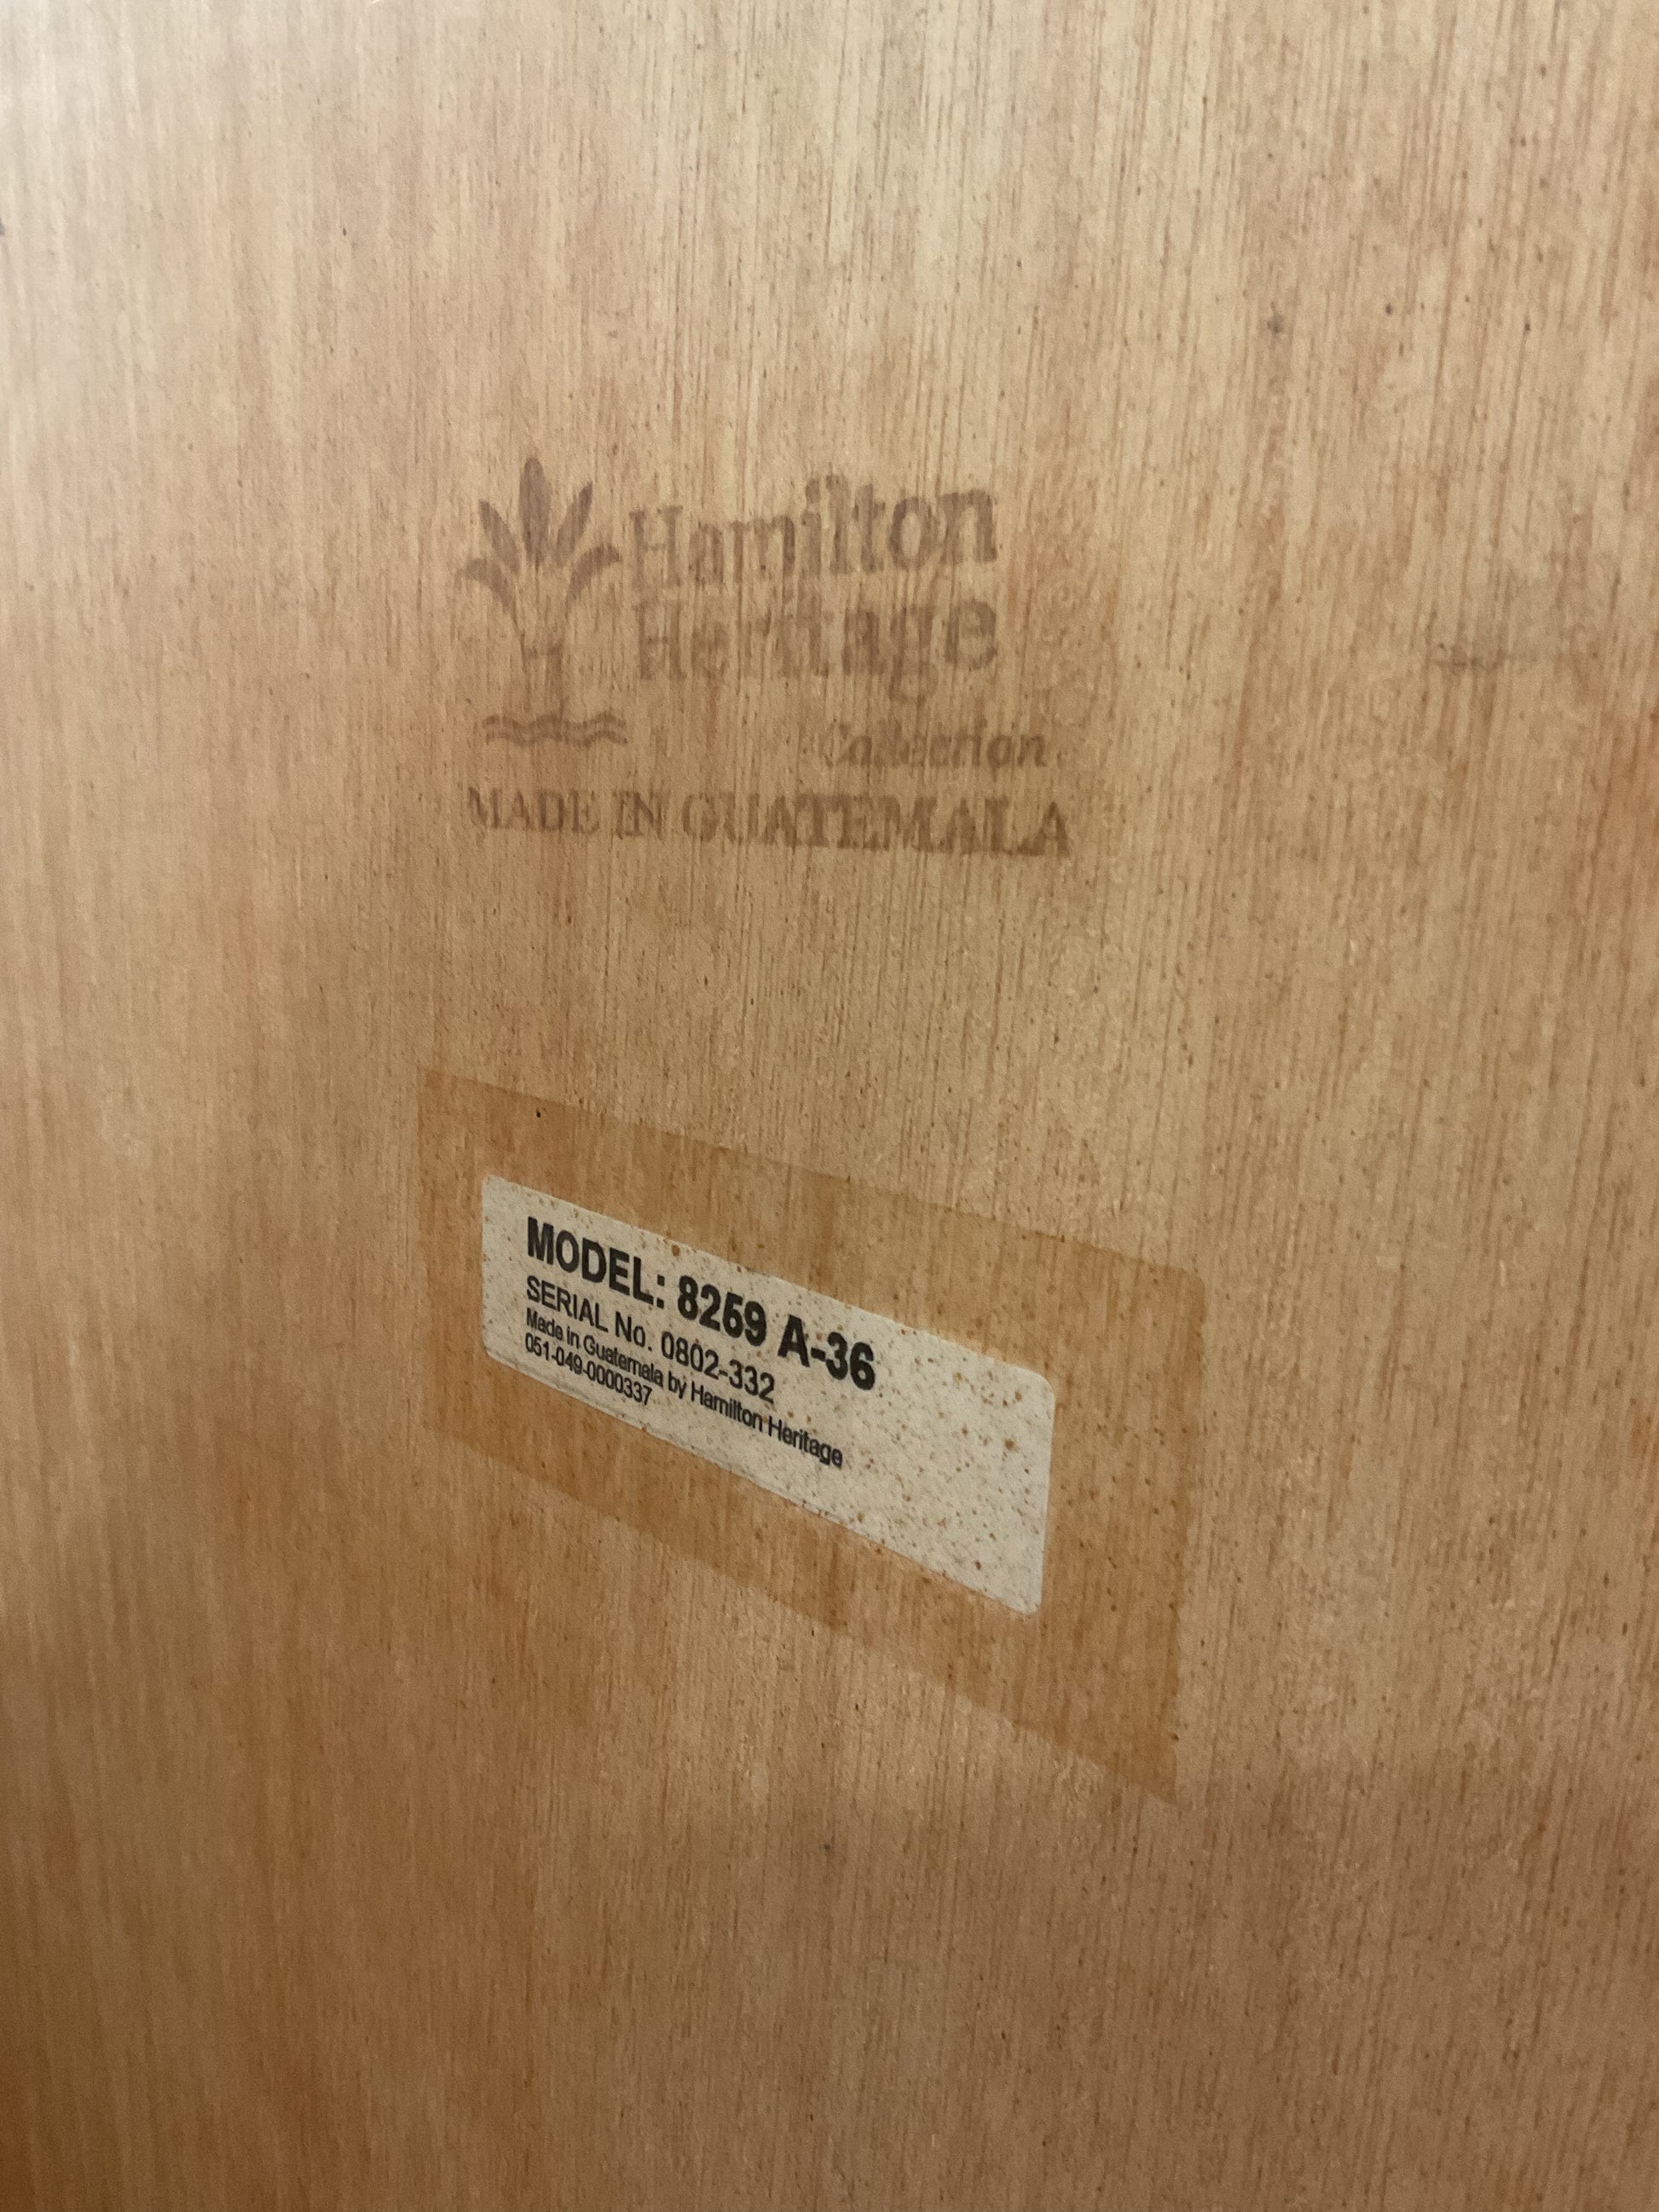 Hamilton
Heritage
Collection
MADE IN GUATEMALA
MODEL: 8259 A-36
SERIAL No. 0802-332
Made in Guatemala by Hamilton Heritage
051-049-0000337